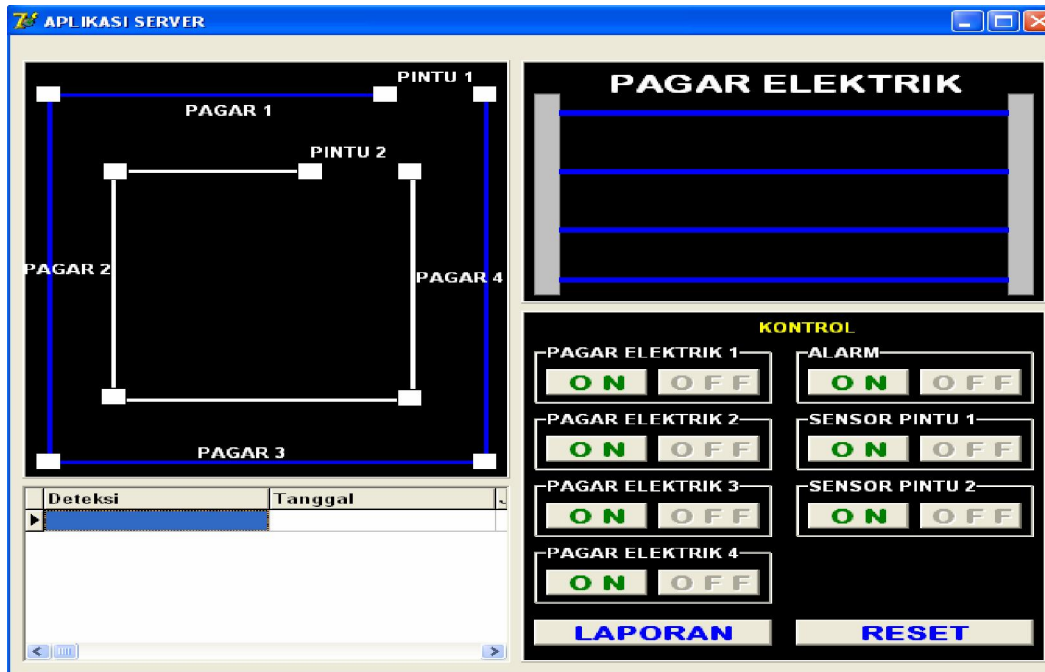 APLIKASI SERVER
PINTU 1
PAGAR 1
PINTU 2
PAGAR 2
PAGAR 4
PAGAR 3
Deteksi Tanggal
PAGAR ELEKTRIK
KONTROL
PAGAR ELEKTRIK 1
ON OFF
ALARM
ON OFF
PAGAR ELEKTRIK 2
ON OFF
SENSOR PINTU 1
ON OFF
PAGAR ELEKTRIK 3
ON OFF
SENSOR PINTU 2
ON OFF
PAGAR ELEKTRIK 4
ON OFF
LAPORAN
RESET